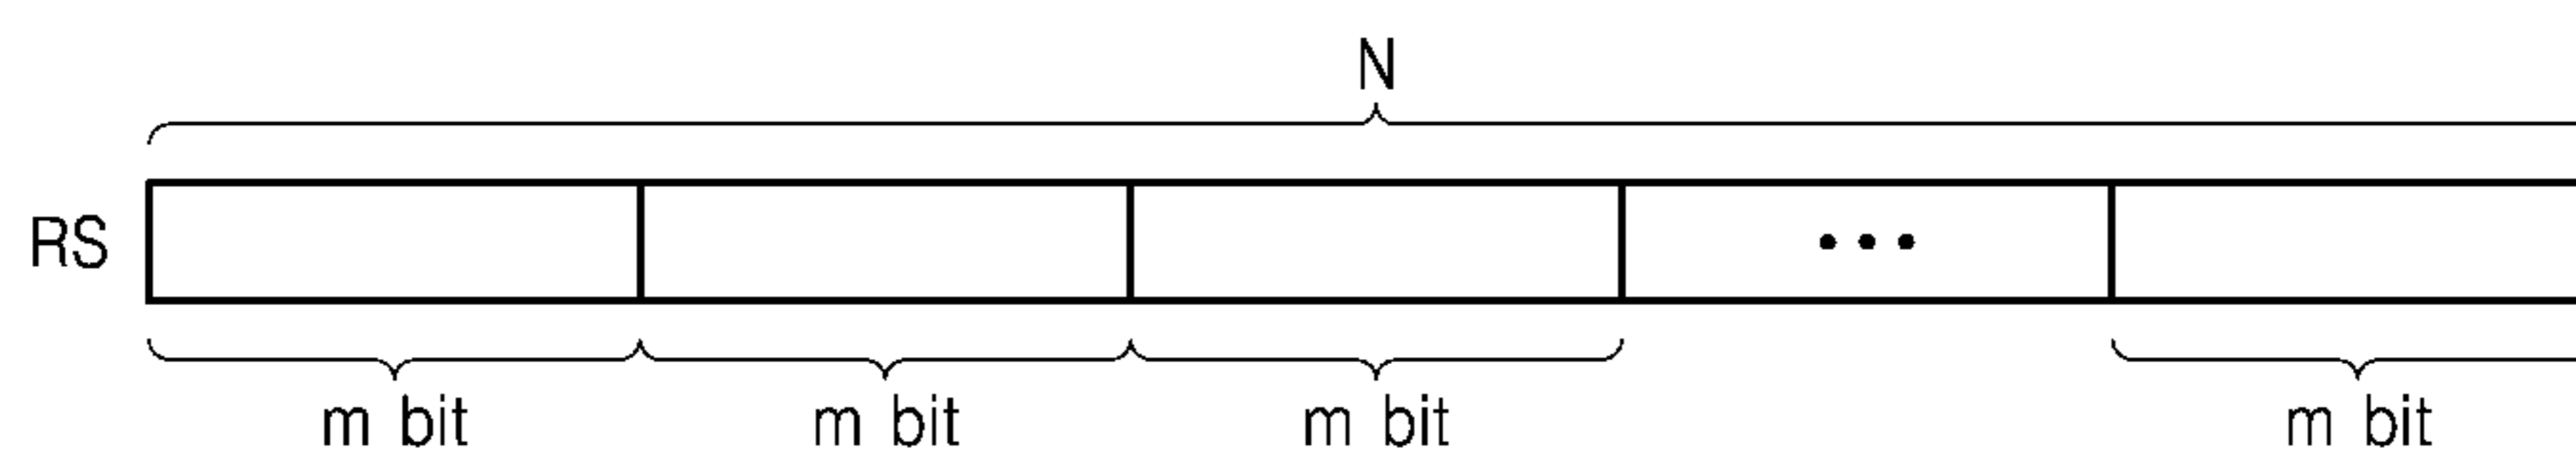 N
RS
•••
m bit m bit m bit m bit